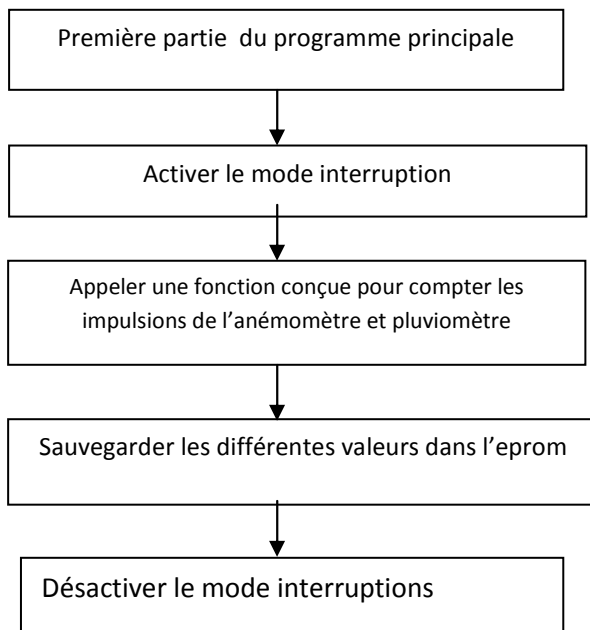 Première partie  du programme principale
Activer le mode interruption
Appeler une fonction conçue pour compter les
impulsions de l’anémomètre et pluviomètre
Sauvegarder les différentes valeurs dans l’eprom
Désactiver le mode interruptions